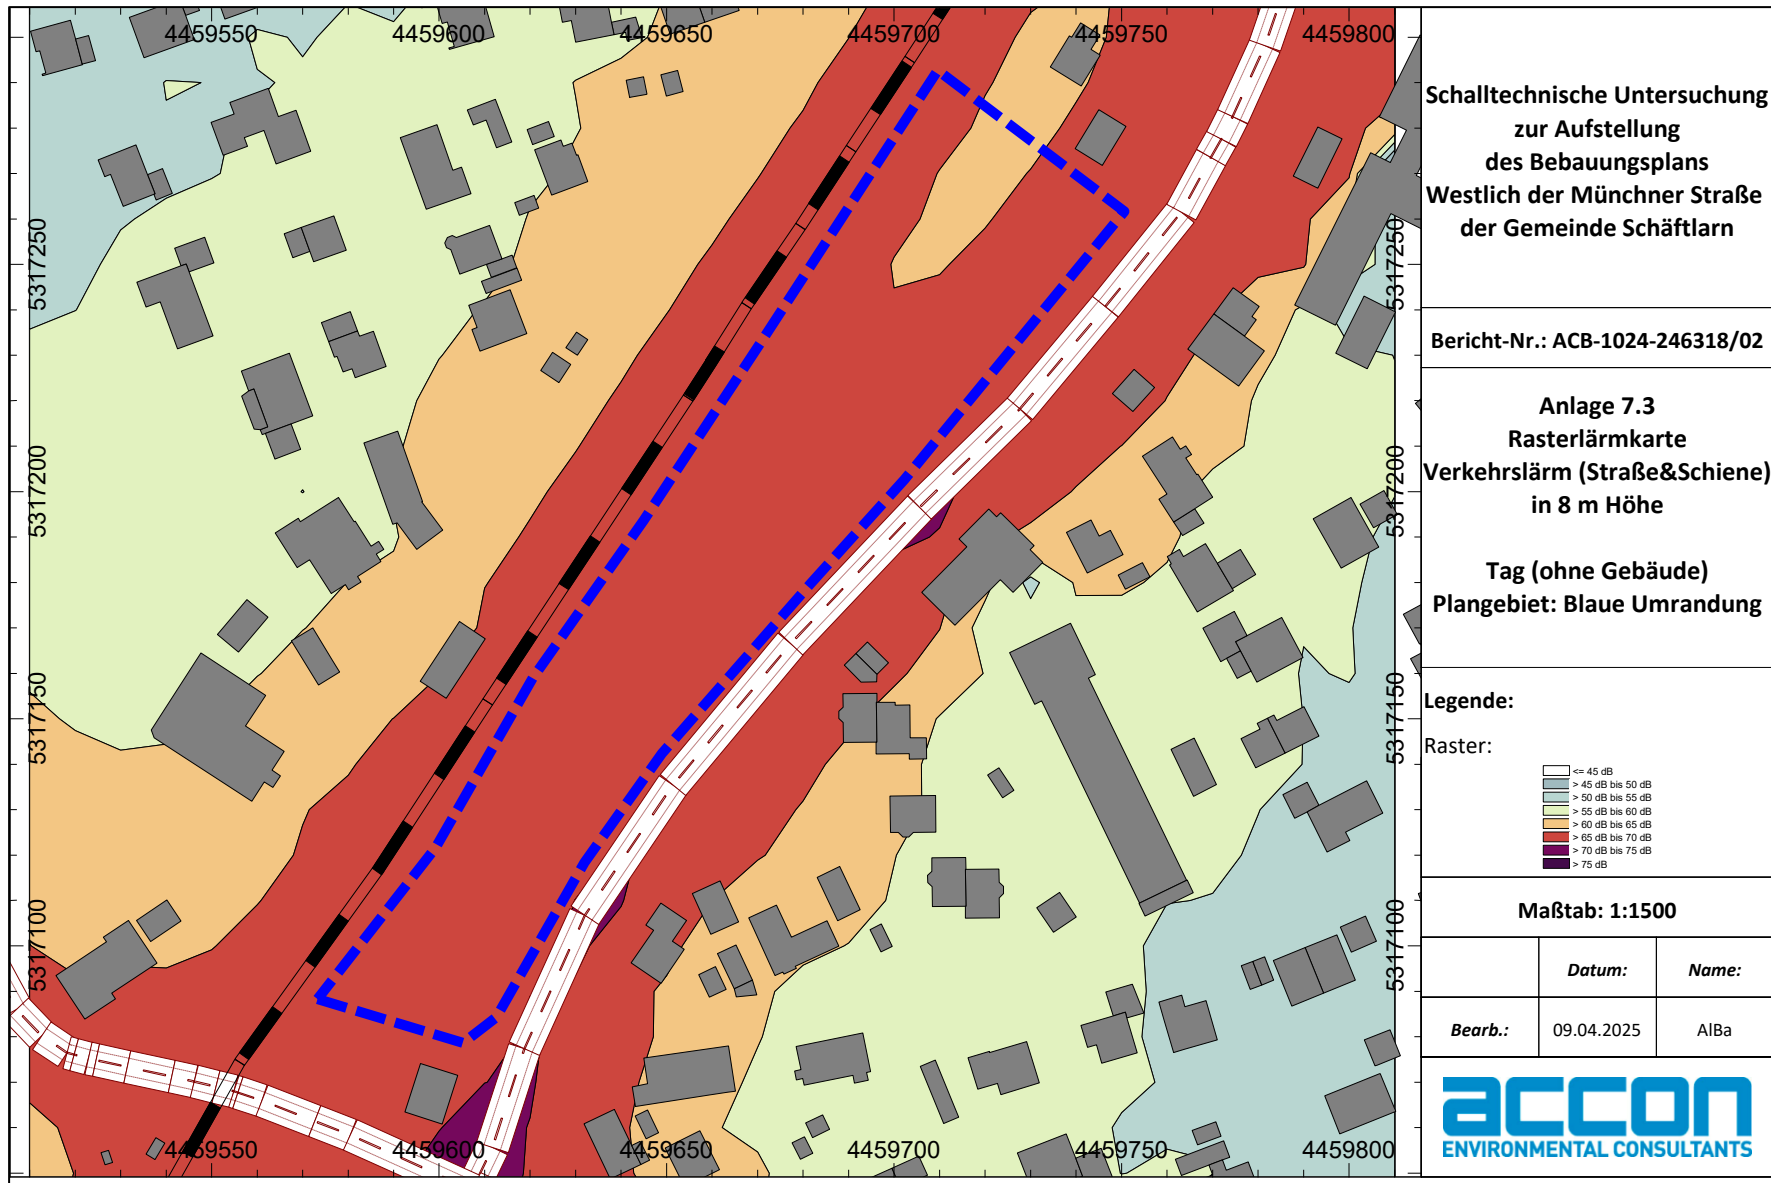 4459550 4459600 4459650 4459700 4459750 4459800
5317250 5317250
5317200 5317200
5317150 5317150
5317100 5317100
4459550 4459600 4459650 4459700 4459750 4459800
Schalltechnische Untersuchung
zur Aufstellung
des Bebauungsplans
Westlich der Münchner Straße
der Gemeinde Schäftlarn
Bericht-Nr.: ACB-1024-246318/02
Anlage 7.3
Rasterlärmkarte
Verkehrslärm (Straße&Schiene)
in 8 m Höhe
Tag (ohne Gebäude)
Plangebiet: Blaue Umrandung
Legende:
Raster:
<= 45 dB
> 45 dB bis 50 dB
> 50 dB bis 55 dB
> 55 dB bis 60 dB
> 60 dB bis 65 dB
> 65 dB bis 70 dB
> 70 dB bis 75 dB
> 75 dB
Maßtab: 1:1500
Datum: Name:
Bearb.: 09.04.2025 AlBa
accon
ENVIRONMENTAL CONSULTANTS